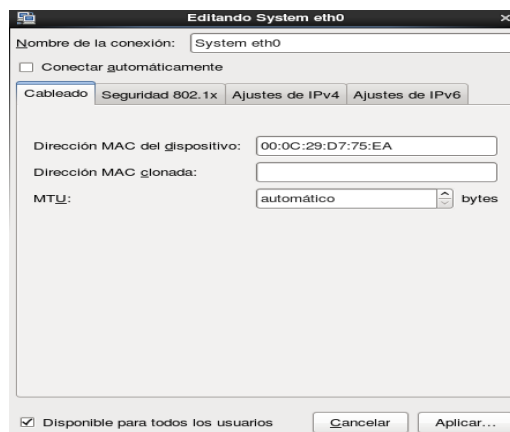 Editando System eth0
Nombre de la conexión: System eth0
Conectar automáticamente
Cableado Seguridad 802.1x Ajustes de IPv4 Ajustes de IPv6
Dirección MAC del dispositivo: 00:0C:29:D7:75:EA
Dirección MAC clonada:
MTU: automático bytes
Disponible para todos los usuarios Cancelar Aplicar...